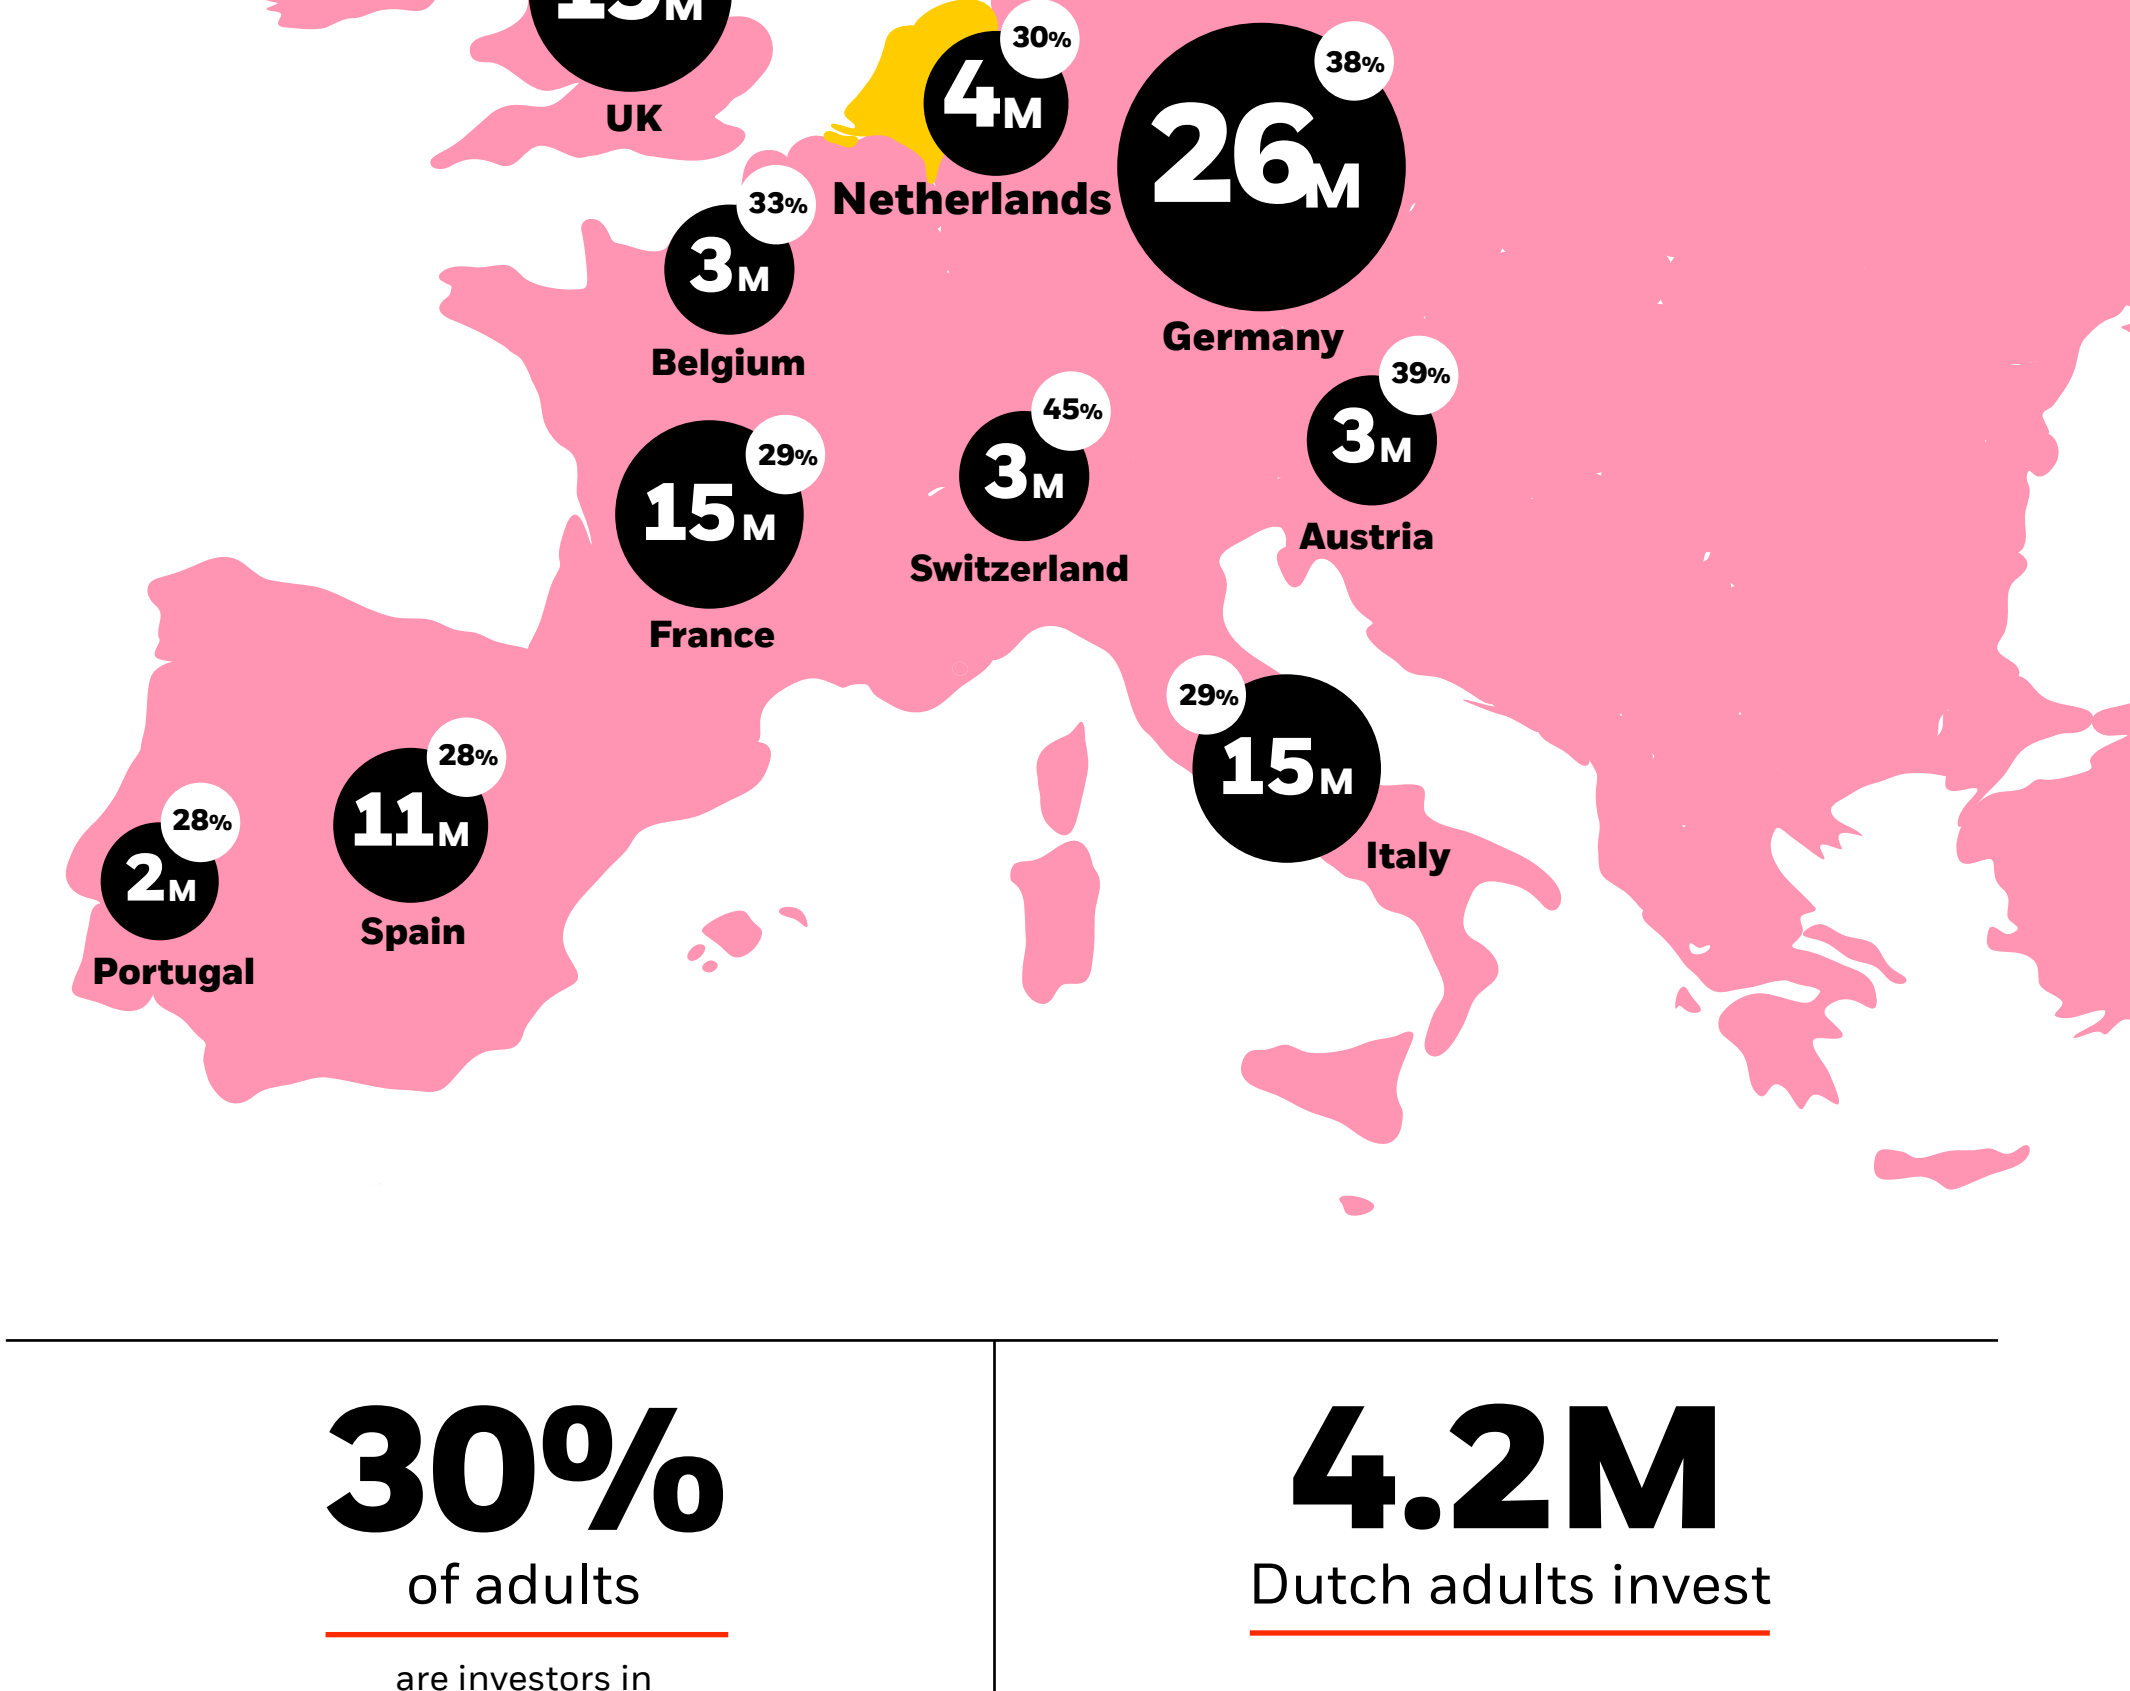 M
UK
30%
4M
Netherlands
38%
26M
Germany
33%
3M
Belgium
39%
3M
Austria
45%
3M
Switzerland
29%
15M
France
29%
15M
Italy
28%
11M
Spain
28%
2M
Portugal
30%
of adults
are investors in
4.2M
Dutch adults invest